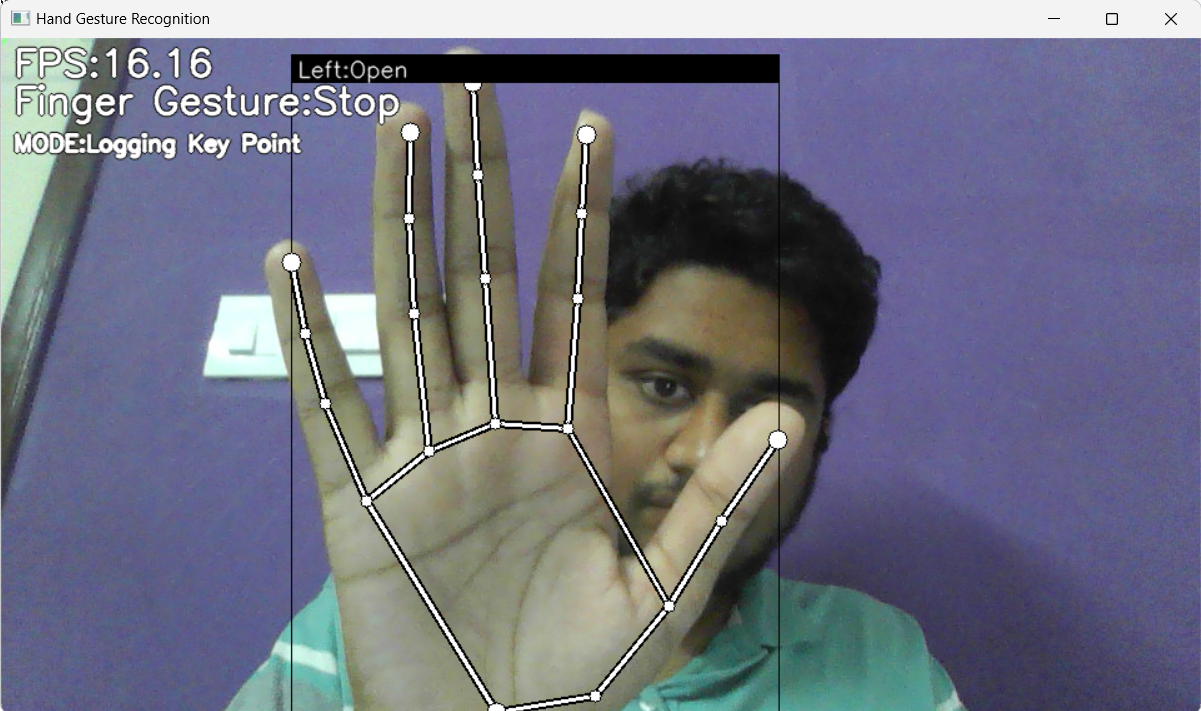 Hand Gesture Recognition
FPS:16.16
Left:Open
Finger Gesture:Stop
MODE:Logging Key Point